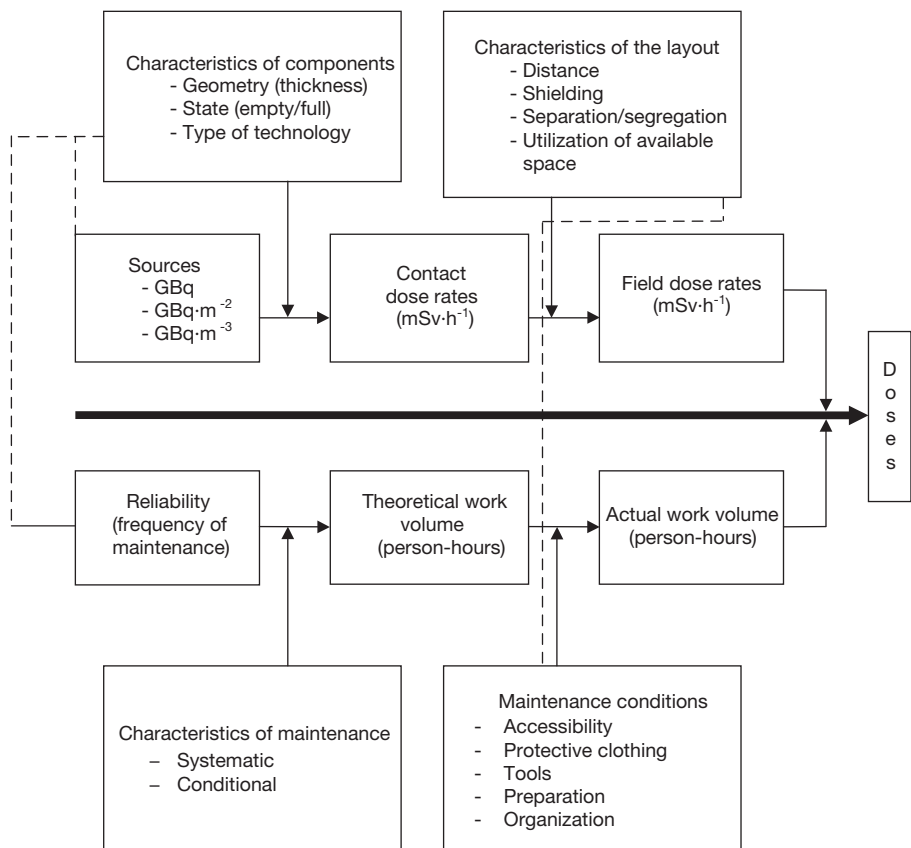 Characteristics of components
- Geometry (thickness)
- State (empty/full)
- Type of technology
Characteristics of the layout
- Distance
- Shielding
- Separation/segregation
- Utilization of available
space
Sources
- GBq
- GBq·m⁻²
- GBq·m⁻³
Contact
dose rates
(mSv·h⁻¹)
Field dose rates
(mSv·h⁻¹)
D
o
s
e
s
Reliability
(frequency of
maintenance)
Theoretical work
volume
(person-hours)
Actual work volume
(person-hours)
Characteristics of maintenance
– Systematic
– Conditional
Maintenance conditions
- Accessibility
- Protective clothing
- Tools
- Preparation
- Organization